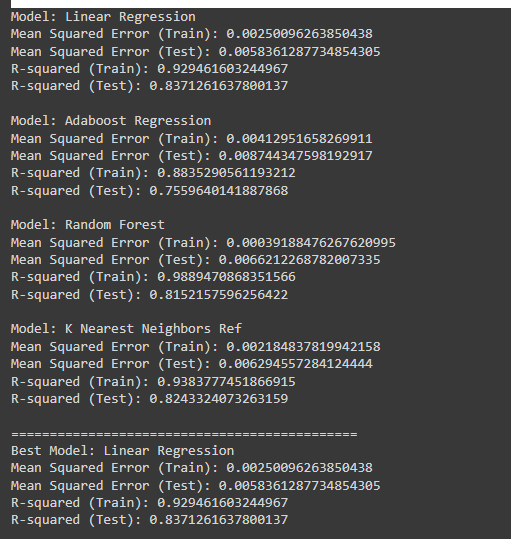 Model: Linear Regression
Mean Squared Error (Train): 0.00250096263850438
Mean Squared Error (Test): 0.0058361287734854305
R-squared (Train): 0.929461603244967
R-squared (Test): 0.8371261637800137
Model: Adaboost Regression
Mean Squared Error (Train): 0.00412951658269911
Mean Squared Error (Test): 0.008744347598192917
R-squared (Train): 0.8835290561193212
R-squared (Test): 0.7559640141887868
Model: Random Forest
Mean Squared Error (Train): 0.00039188476267620995
Mean Squared Error (Test): 0.0066212268782007335
R-squared (Train): 0.9889470868351566
R-squared (Test): 0.8152157596256422
Model: K Nearest Neighbors Ref
Mean Squared Error (Train): 0.002184837819942158
Mean Squared Error (Test): 0.006294557284124444
R-squared (Train): 0.9383777451866915
R-squared (Test): 0.8243324073263159
=============================================
Best Model: Linear Regression
Mean Squared Error (Train): 0.00250096263850438
Mean Squared Error (Test): 0.0058361287734854305
R-squared (Train): 0.929461603244967
R-squared (Test): 0.8371261637800137